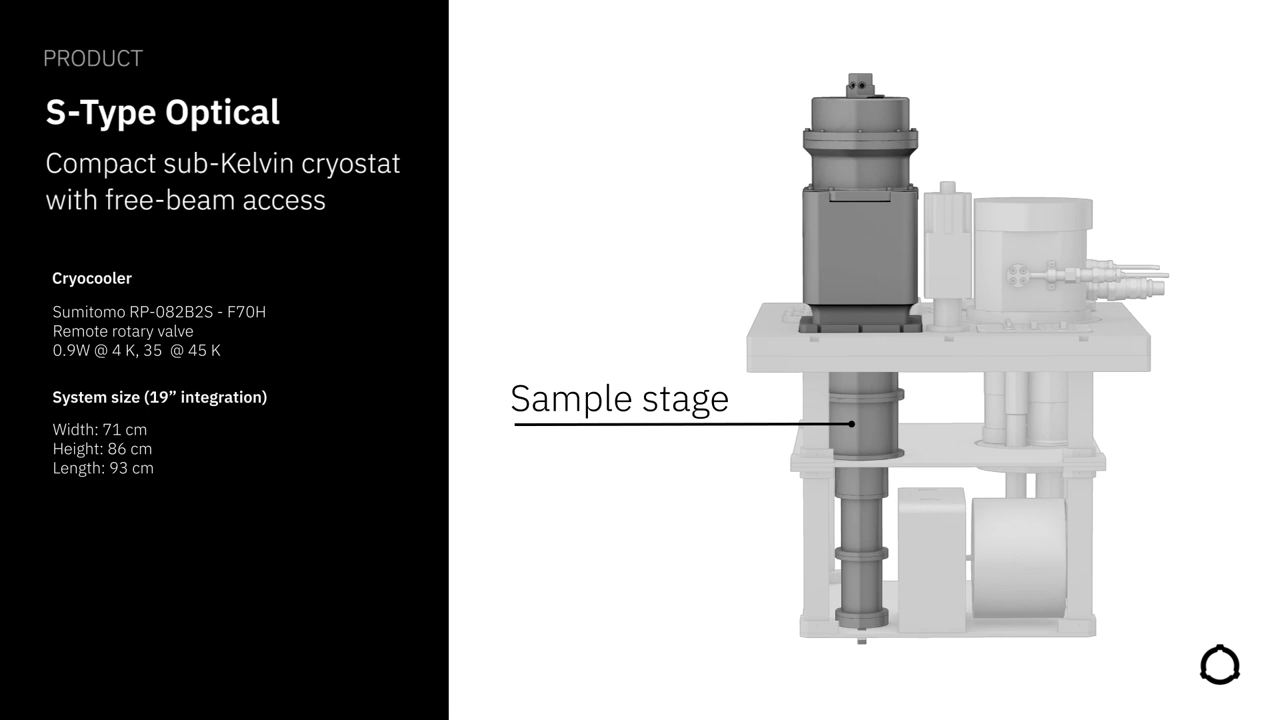 PRODUCT
S-Type Optical
Compact sub-Kelvin cryostat
with free-beam access
Cryocooler
Sumitomo RP-082B2S - F70H
Remote rotary valve
0.9W @ 4 K, 35  @ 45 K
System size (19” integration)
Width: 71 cm
Height: 86 cm
Length: 93 cm
Sample stage